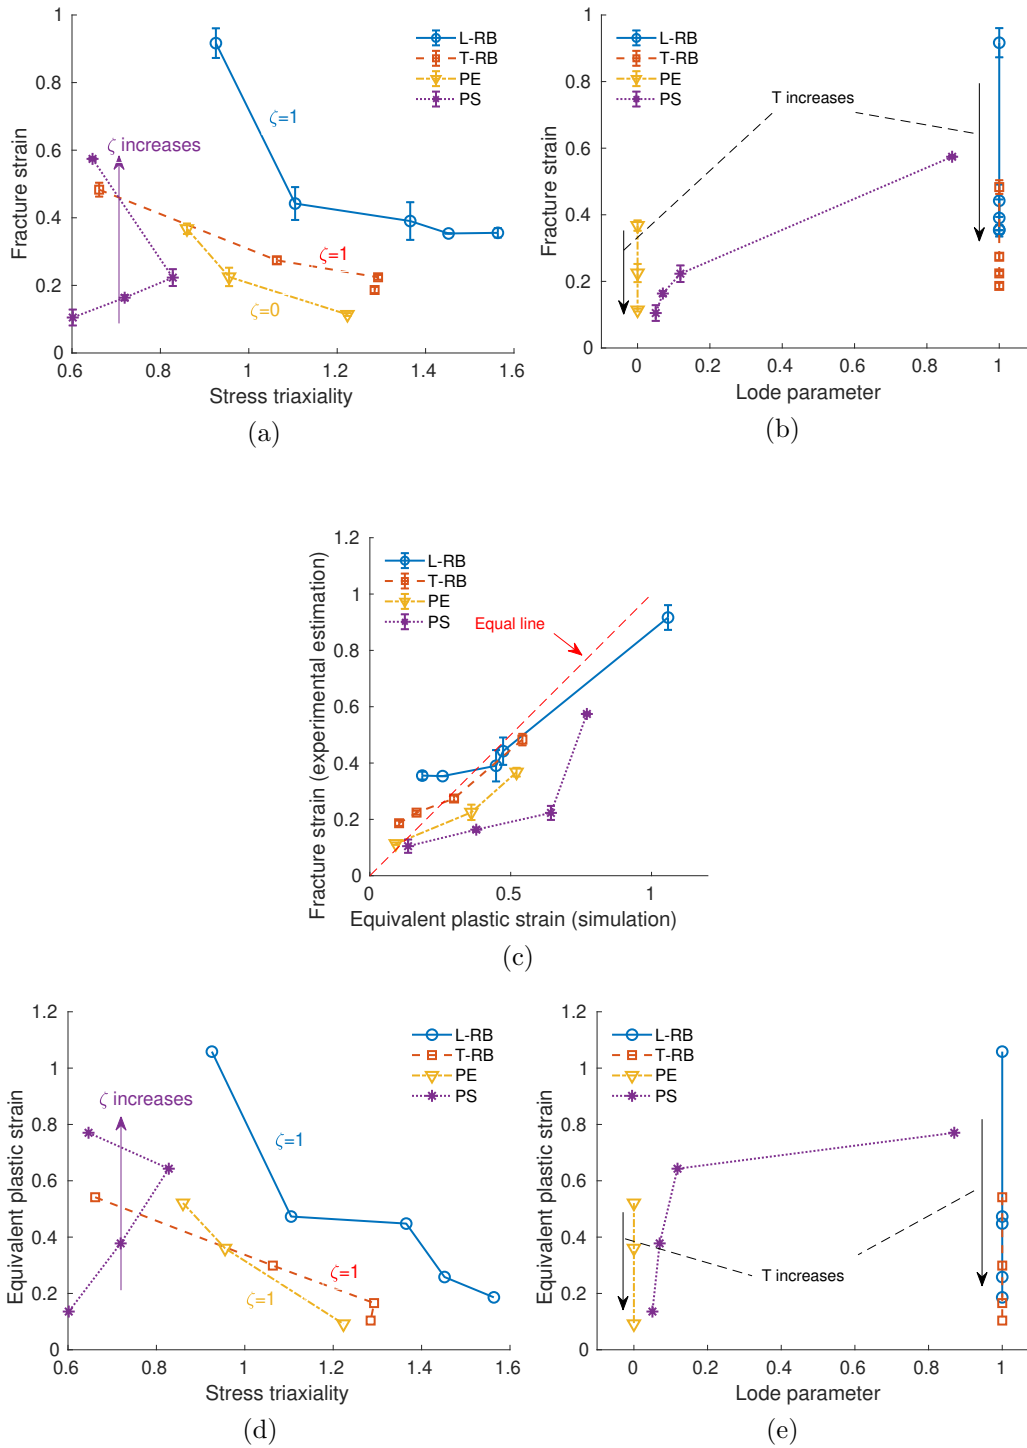 1
0.8
0.6
0.4
0.2
0
0.6
0.8
1
1.2
1.4
1.6
Fracture strain
Stress triaxiality
L-RB
T-RB
PE
PS
ζ=1
ζ increases
ζ=1
ζ=0
(a)
1
0.8
0.6
0.4
0.2
0
0
0.2
0.4
0.6
0.8
1
Fracture strain
Lode parameter
L-RB
T-RB
PE
PS
T increases
(b)
1.2
1
0.8
0.6
0.4
0.2
0
0
0.5
1
Fracture strain (experimental estimation)
Equivalent plastic strain (simulation)
L-RB
T-RB
PE
PS
Equal line
(c)
1.2
1
0.8
0.6
0.4
0.2
0
0.6
0.8
1
1.2
1.4
1.6
Equivalent plastic strain
Stress triaxiality
L-RB
T-RB
PE
PS
ζ increases
ζ=1
ζ=1
ζ=1
(d)
1.2
1
0.8
0.6
0.4
0.2
0
0
0.2
0.4
0.6
0.8
1
Equivalent plastic strain
Lode parameter
L-RB
T-RB
PE
PS
T increases
(e)